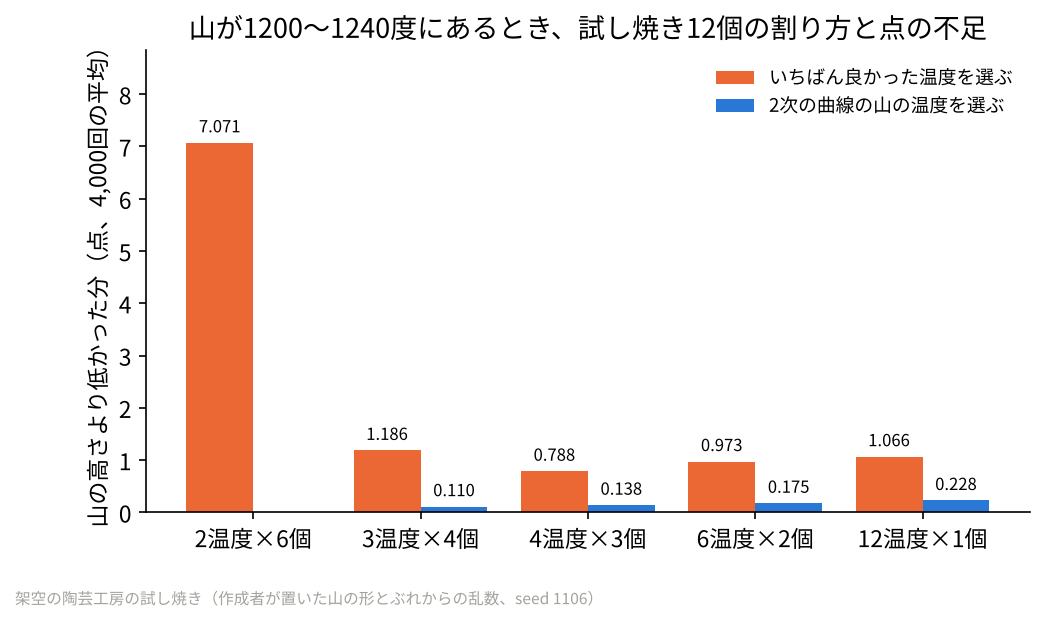 山が1200〜1240度にあるとき、試し焼き12個の割り方と点の不足
山の高さより低かった分（点、4,000回の平均）
8
7
6
5
4
3
2
1
0
いちばん良かった温度を選ぶ
2次の曲線の山の温度を選ぶ
7.071
1.186
0.110
0.788
0.138
0.973
0.175
1.066
0.228
2温度×6個
3温度×4個
4温度×3個
6温度×2個
12温度×1個
架空の陶芸工房の試し焼き（作成者が置いた山の形とぶれからの乱数、seed 1106）